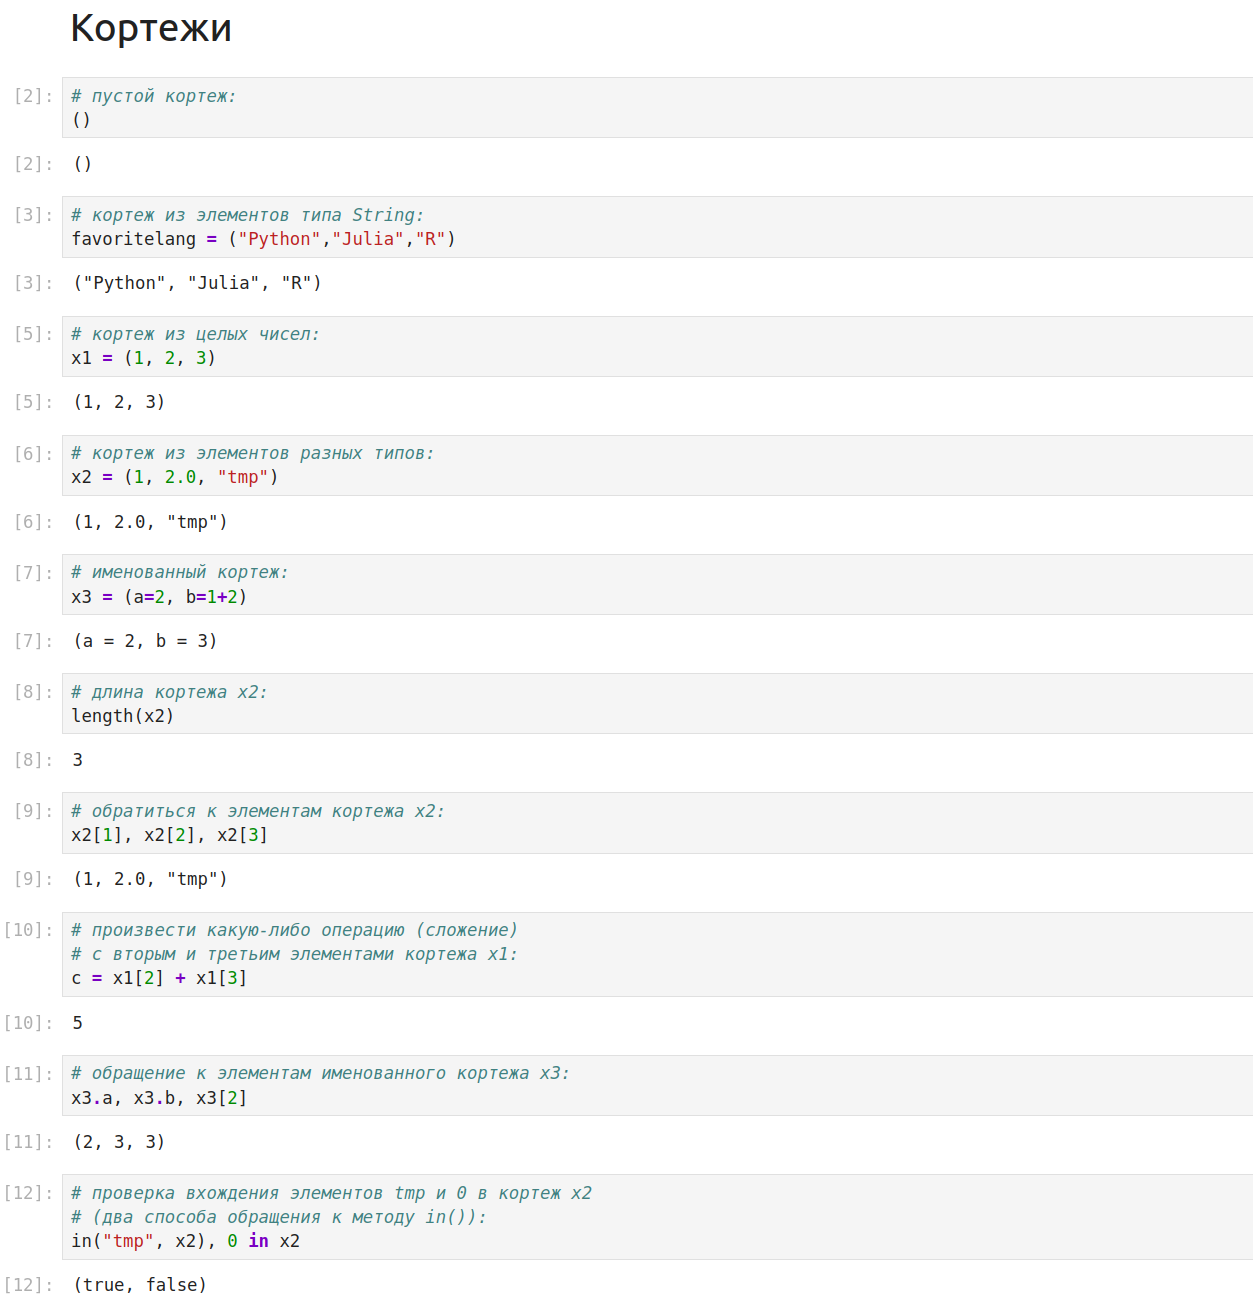 Кортежи
[2]: # пустой кортеж:
()
[2]: ()
[3]: # кортеж из элементов типа String:
favoritelang = ("Python","Julia","R")
[3]: ("Python", "Julia", "R")
[5]: # кортеж из целых чисел:
x1 = (1, 2, 3)
[5]: (1, 2, 3)
[6]: # кортеж из элементов разных типов:
x2 = (1, 2.0, "tmp")
[6]: (1, 2.0, "tmp")
[7]: # именованный кортеж:
x3 = (a=2, b=1+2)
[7]: (a = 2, b = 3)
[8]: # длина кортежа x2:
length(x2)
[8]: 3
[9]: # обратиться к элементам кортежа x2:
x2[1], x2[2], x2[3]
[9]: (1, 2.0, "tmp")
[10]: # произвести какую-либо операцию (сложение)
# с вторым и третьим элементами кортежа x1:
c = x1[2] + x1[3]
[10]: 5
[11]: # обращение к элементам именованного кортежа x3:
x3.a, x3.b, x3[2]
[11]: (2, 3, 3)
[12]: # проверка вхождения элементов tmp и 0 в кортеж x2
# (два способа обращения к методу in()):
in("tmp", x2), 0 in x2
[12]: (true, false)